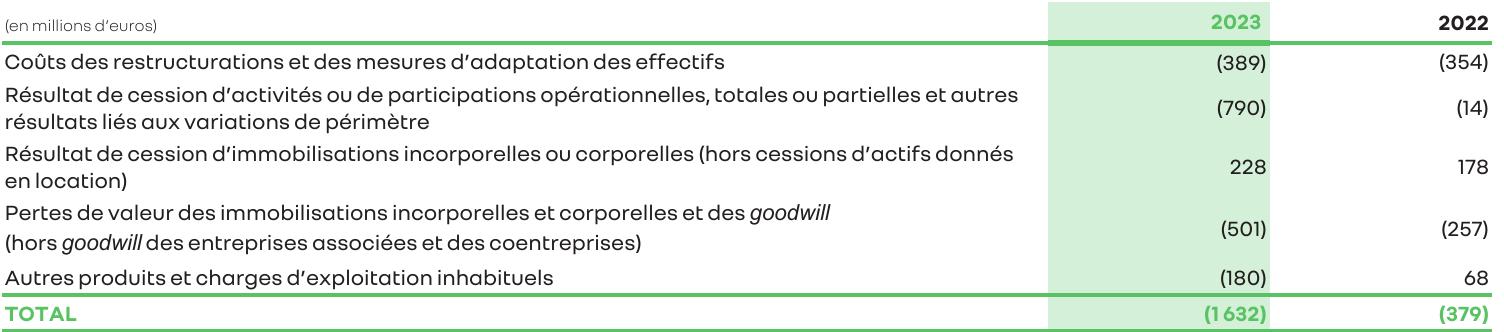 (en millions d’euros) 2023 2022
Coûts des restructurations et des mesures d’adaptation des effectifs (389) (354)
Résultat de cession d’activités ou de participations opérationnelles, totales ou partielles et autres
résultats liés aux variations de périmètre (790) (14)
Résultat de cession d’immobilisations incorporelles ou corporelles (hors cessions d’actifs donnés
en location) 228 178
Pertes de valeur des immobilisations incorporelles et corporelles et des goodwill
(hors goodwill des entreprises associées et des coentreprises) (501) (257)
Autres produits et charges d’exploitation inhabituels (180) 68
TOTAL (1 632) (379)